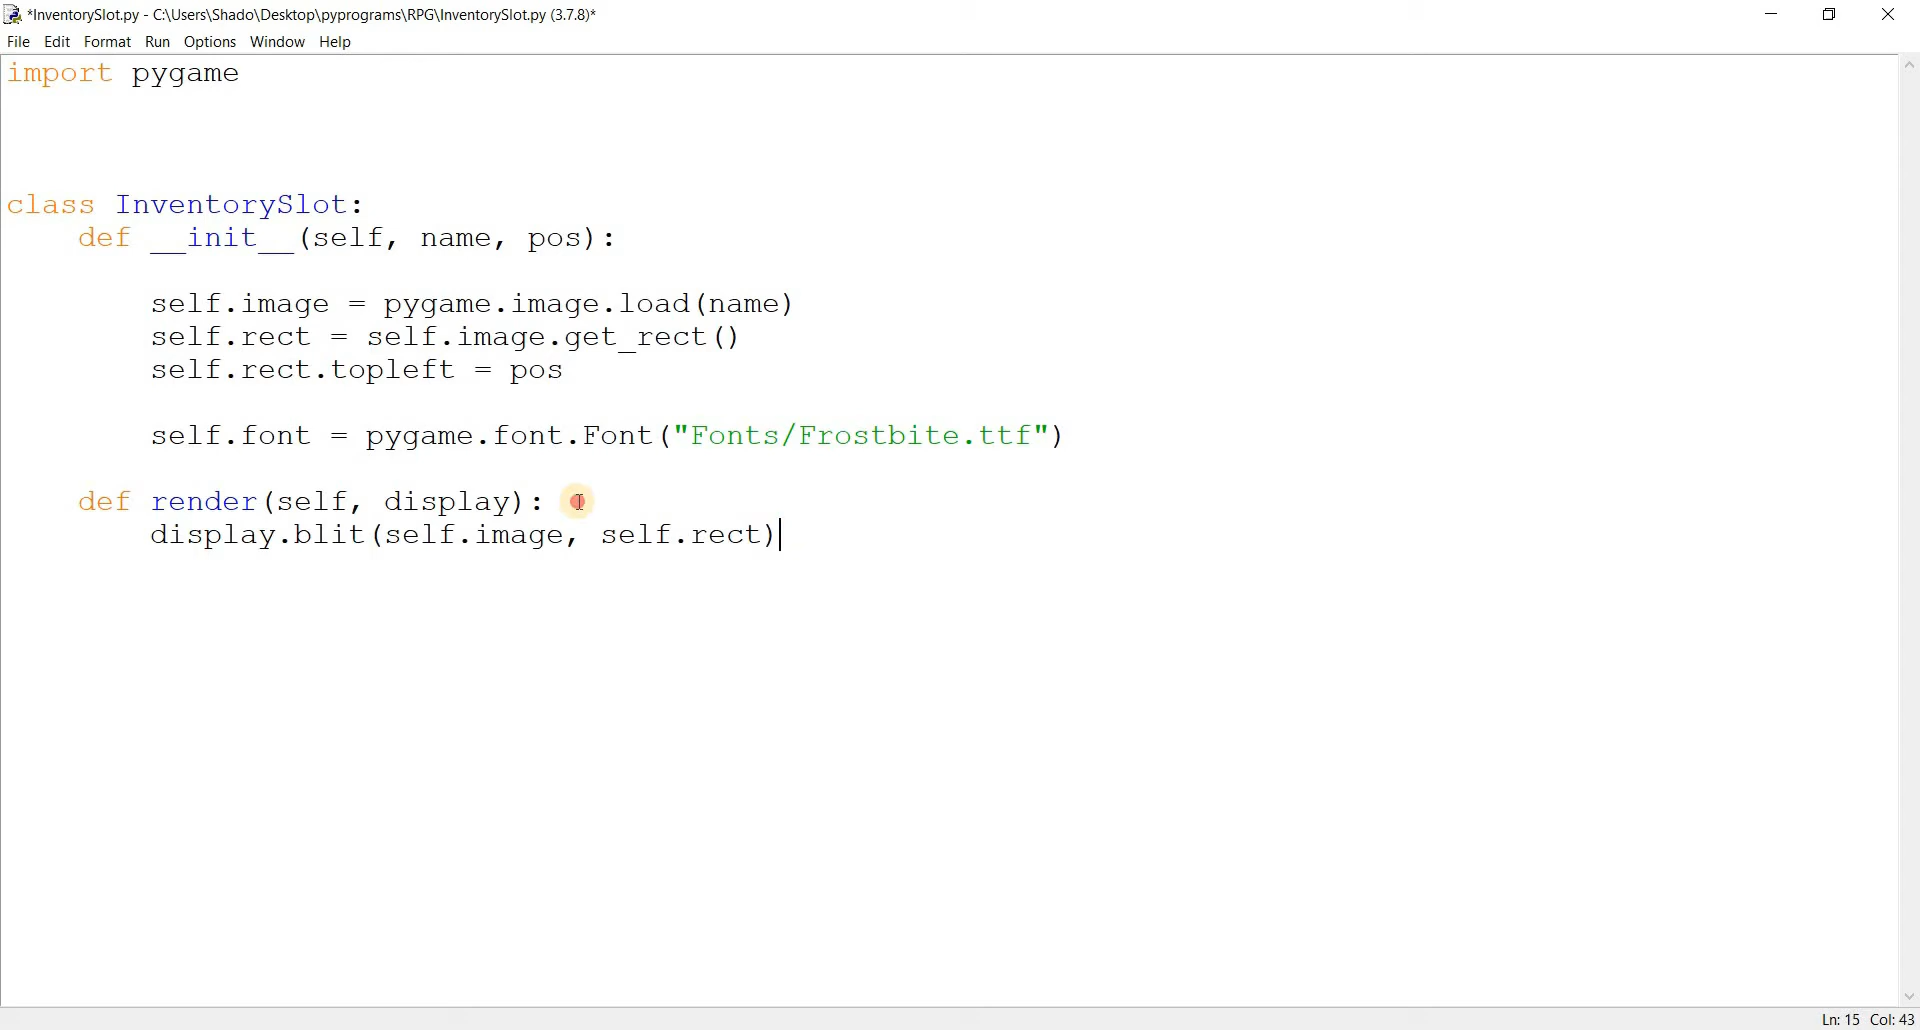 *InventorySlot.py - C:\Users\Shado\Desktop\pyprograms\RPG\InventorySlot.py (3.7.8)*
File Edit Format Run Options Window Help
import pygame
class InventorySlot:
    def __init__(self, name, pos):
        self.image = pygame.image.load(name)
        self.rect = self.image.get_rect()
        self.rect.topleft = pos
        self.font = pygame.font.Font("Fonts/Frostbite.ttf")
    def render(self, display):
        display.blit(self.image, self.rect)
Ln: 15 Col: 43